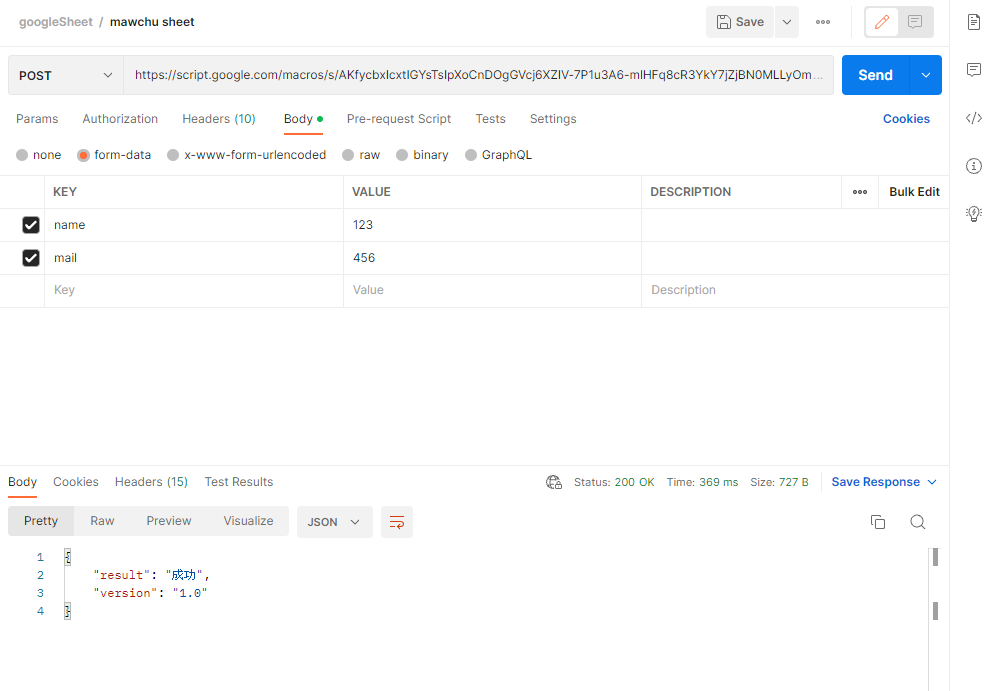 googleSheet / mawchu sheet Save
POST https://script.google.com/macros/s/AKfycbxIcxtIGYsTsIpXoCnDOgGVcj6XZIV-7P1u3A6-mIHFq8cR3YkY7jZjBN0MLLyOm... Send
Params Authorization Headers (10) Body Pre-request Script Tests Settings Cookies
none form-data x-www-form-urlencoded raw binary GraphQL
KEY VALUE DESCRIPTION Bulk Edit
name 123
mail 456
Key Value Description
Body Cookies Headers (15) Test Results Status: 200 OK Time: 369 ms Size: 727 B Save Response
Pretty Raw Preview Visualize JSON
1 {
2 "result": "成功",
3 "version": "1.0"
4 }